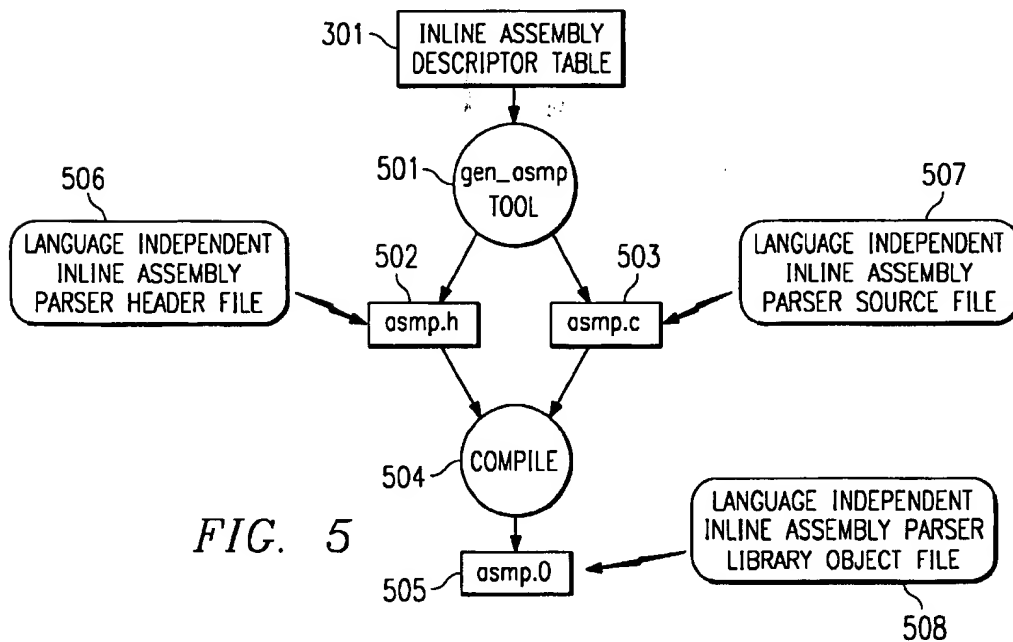 301
INLINE ASSEMBLY
DESCRIPTOR TABLE
501
gen_asmp
TOOL
506
LANGUAGE INDEPENDENT
INLINE ASSEMBLY
PARSER HEADER FILE
507
LANGUAGE INDEPENDENT
INLINE ASSEMBLY
PARSER SOURCE FILE
502
asmp.h
503
asmp.c
504
COMPILE
FIG. 5
505
asmp.0
LANGUAGE INDEPENDENT
INLINE ASSEMBLY PARSER
LIBRARY OBJECT FILE
508